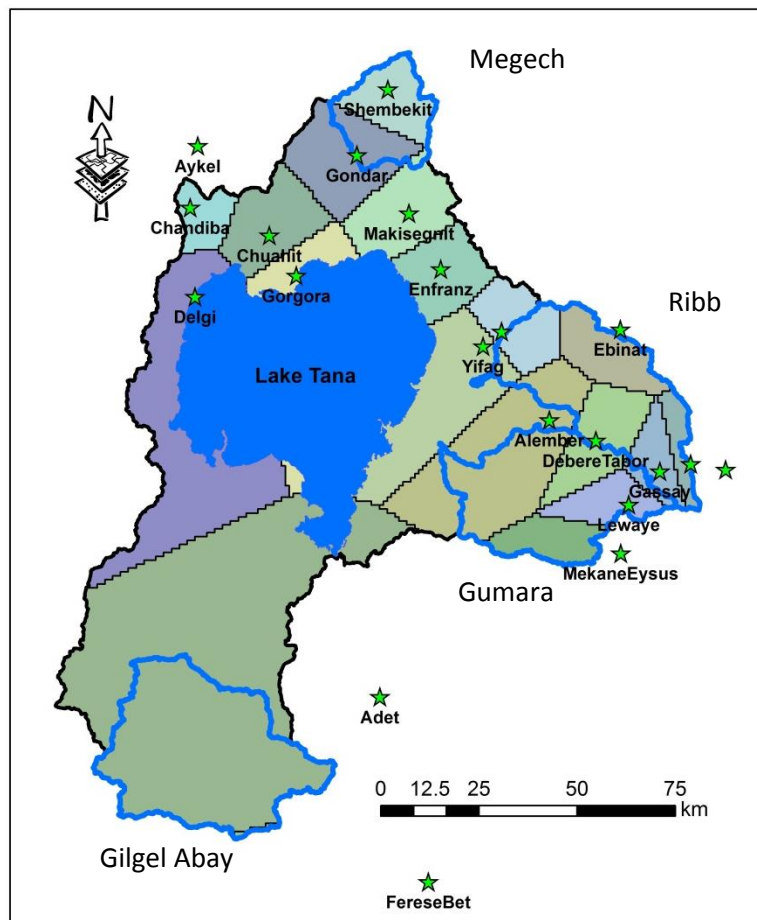 Megech
N
Shembekit
Aykel
Gondar
Chandiba
Makisegnit
Chuahit
Enfranz
Gorgora
Ribb
Delgi
Ebinat
Yifag
Lake Tana
Alember
DebereTabor
Gassay
Lewaye
MekaneEysus
Gumara
Adet
0 12.5 25 50 75
km
Gilgel Abay
FereseBet